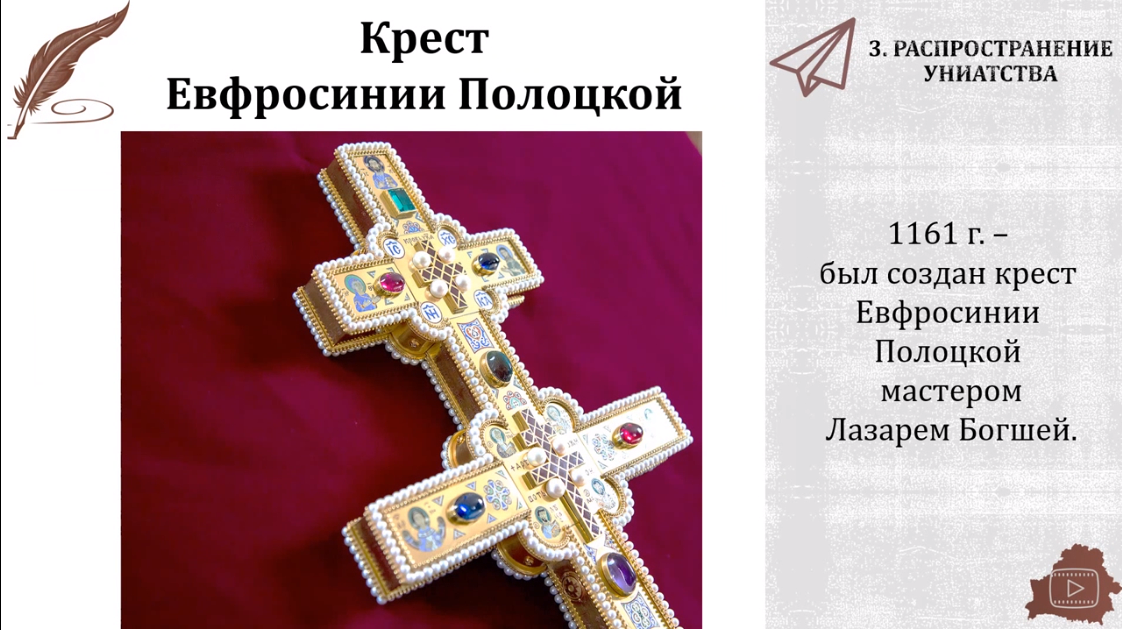 Крест
Евфросинии Полоцкой
3. РАСПРОСТРАНЕНИЕ
УНИАТСТВА
1161 г. –
был создан крест
Евфросинии
Полоцкой
мастером
Лазарем Богшей.